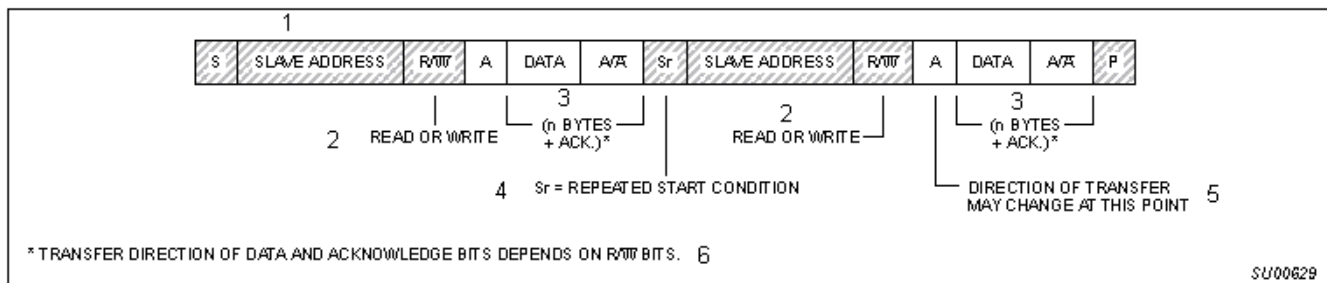 1
S SLAVE ADDRESS R/W̅ A DATA A/A̅ Sr SLAVE ADDRESS R/W̅ A DATA A/A̅ P
2 READ OR WRITE 3 (n BYTES + ACK.)* 2 READ OR WRITE 3 (n BYTES + ACK.)*
4 Sr = REPEATED START CONDITION
DIRECTION OF TRANSFER
MAY CHANGE AT THIS POINT 5
* TRANSFER DIRECTION OF DATA AND ACKNOWLEDGE BITS DEPENDS ON R/W̅ BITS. 6
SU00629